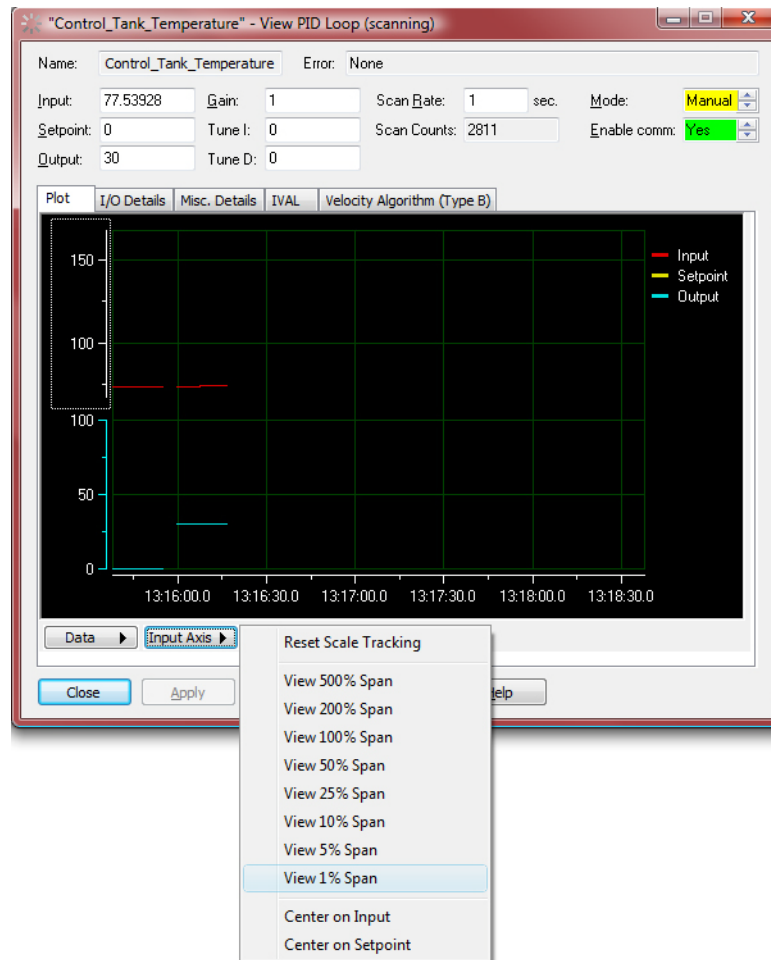 "Control_Tank_Temperature" - View PID Loop (scanning)
Name: Control_Tank_Temperature Error: None
Input: 77.53928 Gain: 1 Scan Rate: 1 sec. Mode: Manual
Setpoint: 0 Tune I: 0 Scan Counts: 2811 Enable comm: Yes
Output: 30 Tune D: 0
Plot I/O Details Misc. Details IVAL Velocity Algorithm (Type B)
150
100
100
50
0
Input
Setpoint
Output
13:16:00.0 13:16:30.0 13:17:00.0 13:17:30.0 13:18:00.0 13:18:30.0
Data Input Axis
Close Apply
Reset Scale Tracking
View 500% Span
View 200% Span
View 100% Span
View 50% Span
View 25% Span
View 10% Span
View 5% Span
View 1% Span
Center on Input
Center on Setpoint